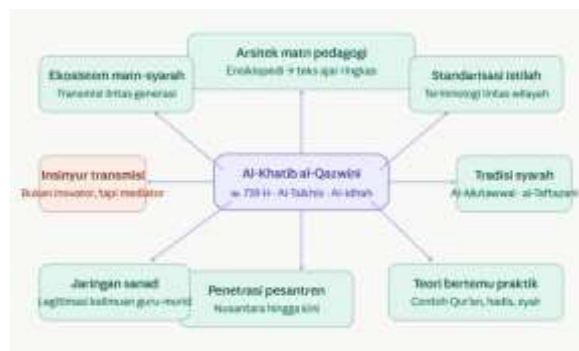 Arsitek matn pedagogi
Ensiklopedi → teks ajar ringkas
Ekosistem matn-syarah
Transmisi lintas generasi
Standarisasi istilah
Terminologi lintas wilayah
Insinyur transmisi
Bukan inovator, tapi mediator
Al-Khatib al-Qazwini
w. 739 H · Al-Talkhis · Al-Idhah
Tradisi syarah
Al-Mutawwal · al-Taftazani
Jaringan sanad
Legitimasi keilmuan guru-murid
Penetrasi pesantren
Nusantara hingga kini
Teori bertemu praktik
Contoh Qur'an, hadis, syair